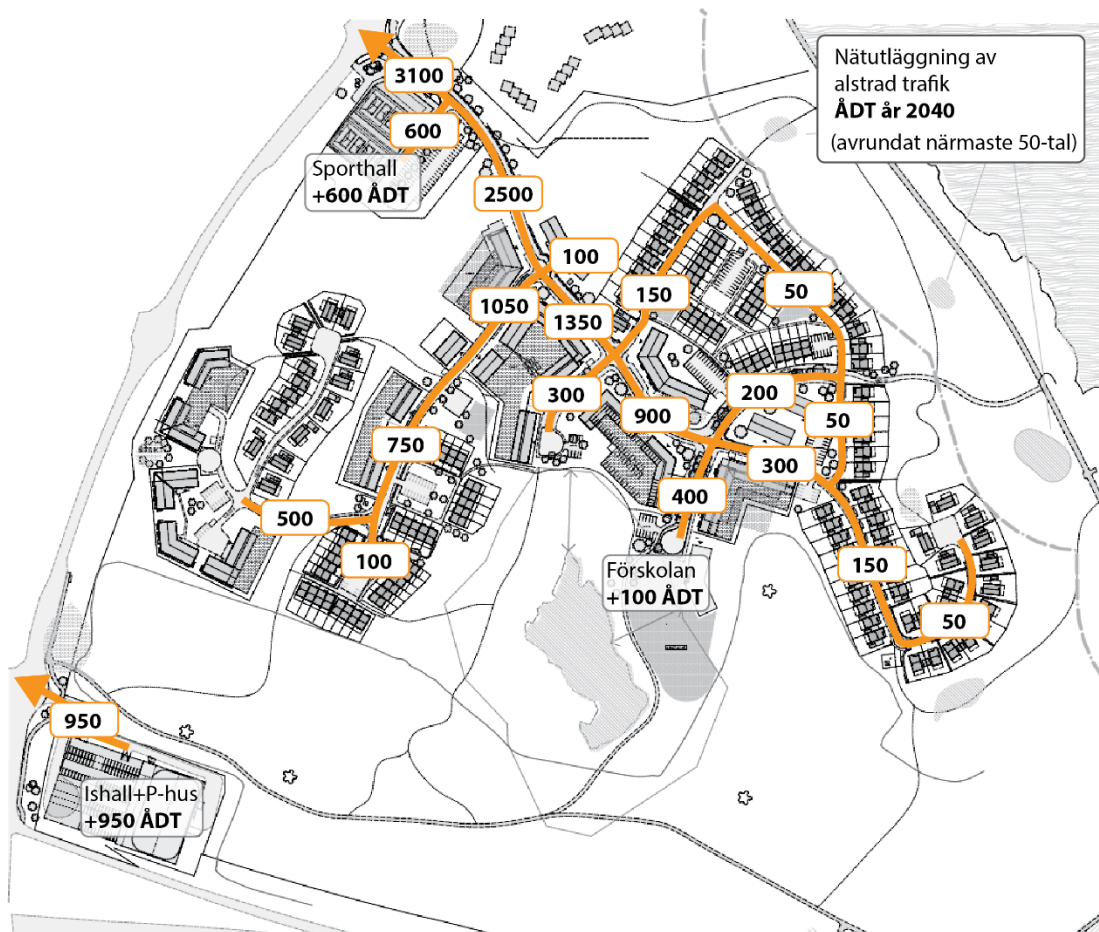 Nätutläggning av
alstrad trafik
ÅDT år 2040
(avrundat närmaste 50-tal)
3100
600
Sporthall
+600 ÅDT
2500
100
1050
1350
150
50
300
900
200
50
750
300
400
500
100
Förskolan
+100 ÅDT
150
50
950
Ishall+P-hus
+950 ÅDT